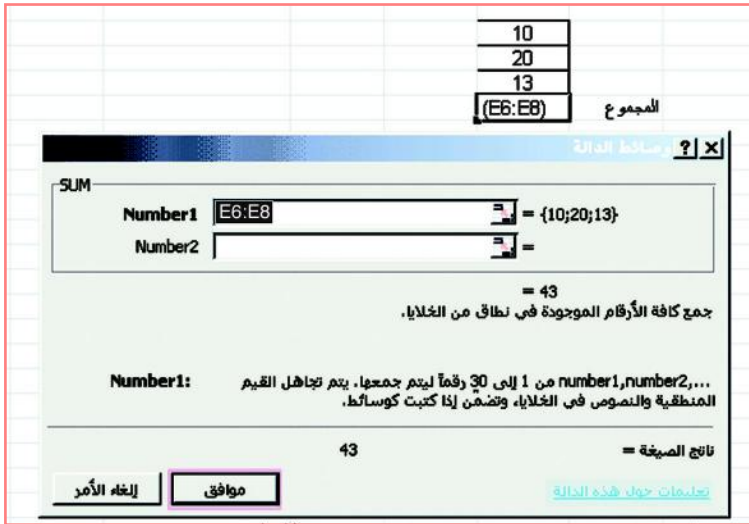 10
20
13
(E6:E8) المجموع
وسائط الدالة
SUM
Number1 E6:E8 = {10;20;13}
Number2 =
= 43
جمع كافة الأرقام الموجودة في نطاق من الخلايا.
Number1: number1,number2,... من 1 إلى 30 رقماً ليتم جمعها. يتم تجاهل القيم
المنطقية والنصوص في الخلايا، وتضمّن إذا كتبت كوسائط.
ناتج الصيغة = 43
تعليمات حول هذه الدالة
موافق
إلغاء الأمر